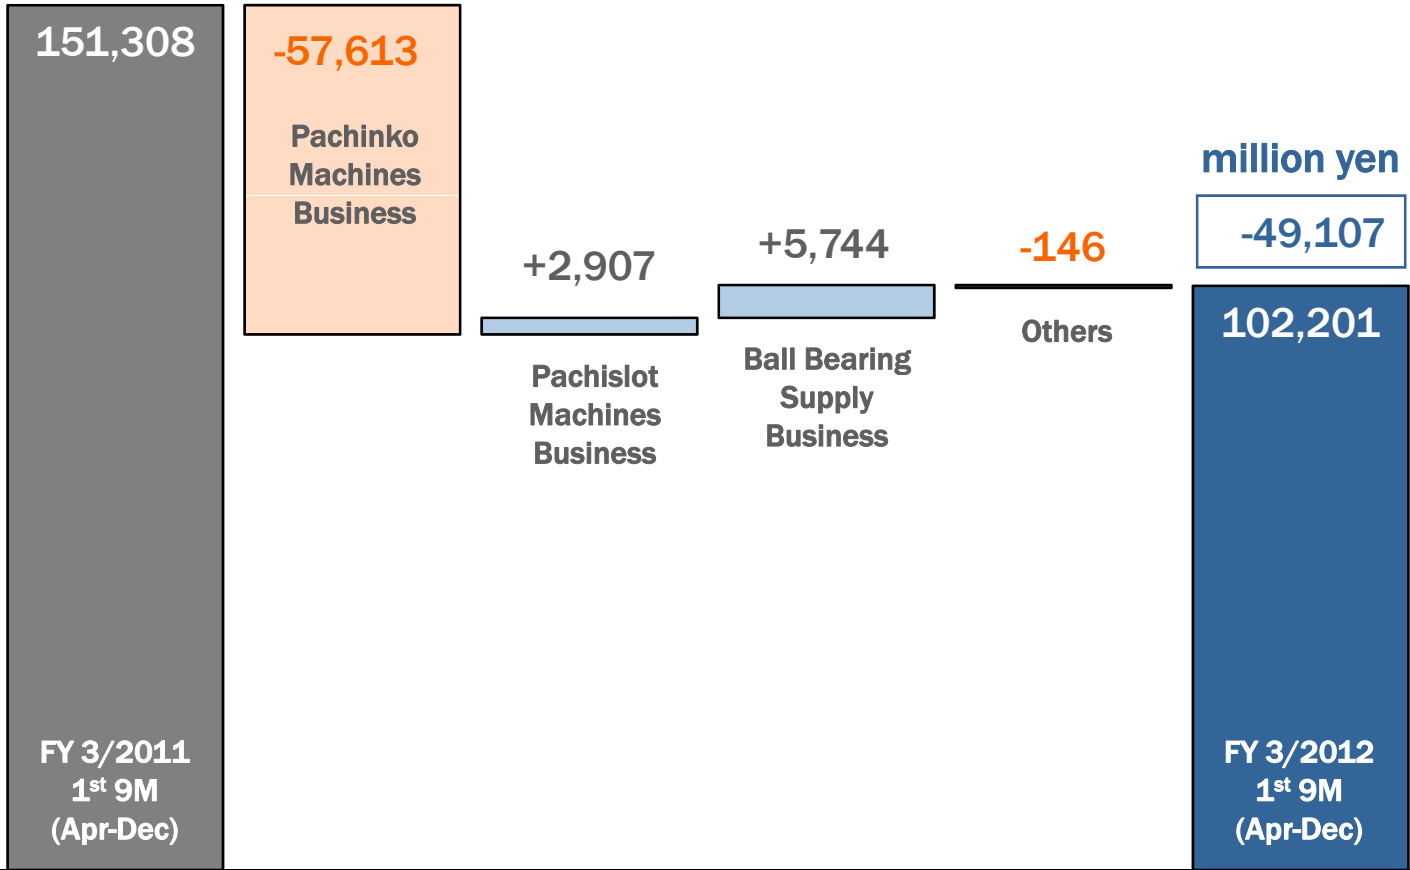 151,308
FY 3/2011
1st 9M
(Apr-Dec)
-57,613
Pachinko
Machines
Business
+2,907
Pachislot
Machines
Business
+5,744
Ball Bearing
Supply
Business
-146
Others
million yen
-49,107
102,201
FY 3/2012
1st 9M
(Apr-Dec)